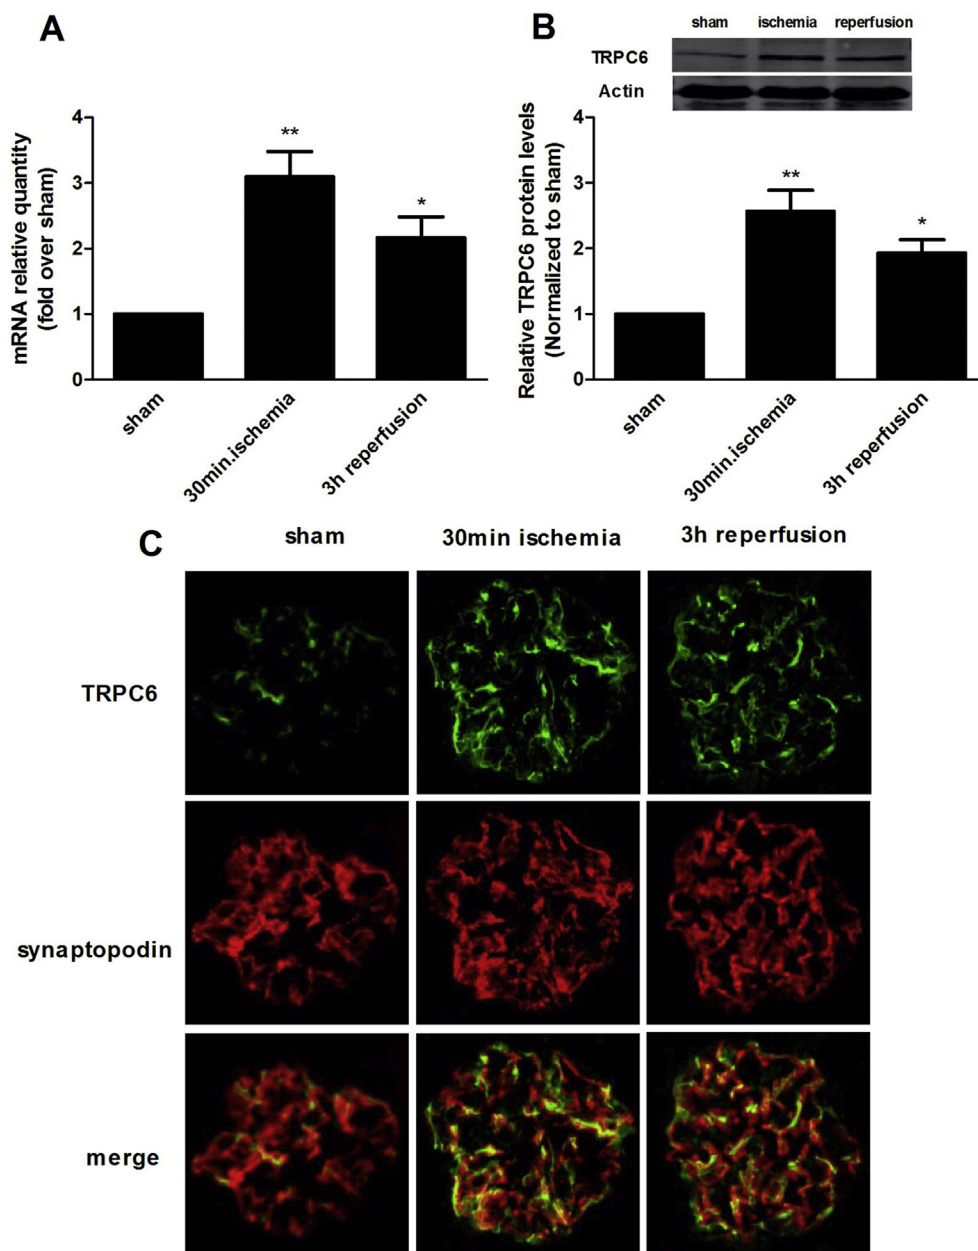 A
mRNA relative quantity
(fold over sham)
4
3
2
1
0
**
*
sham
30min.ischemia
3h reperfusion
B
sham ischemia reperfusion
TRPC6
Actin
Relative TRPC6 protein levels
(Normalized to sham)
4
3
2
1
0
**
*
sham
30min.ischemia
3h reperfusion
C
sham 30min ischemia 3h reperfusion
TRPC6
synaptopodin
merge